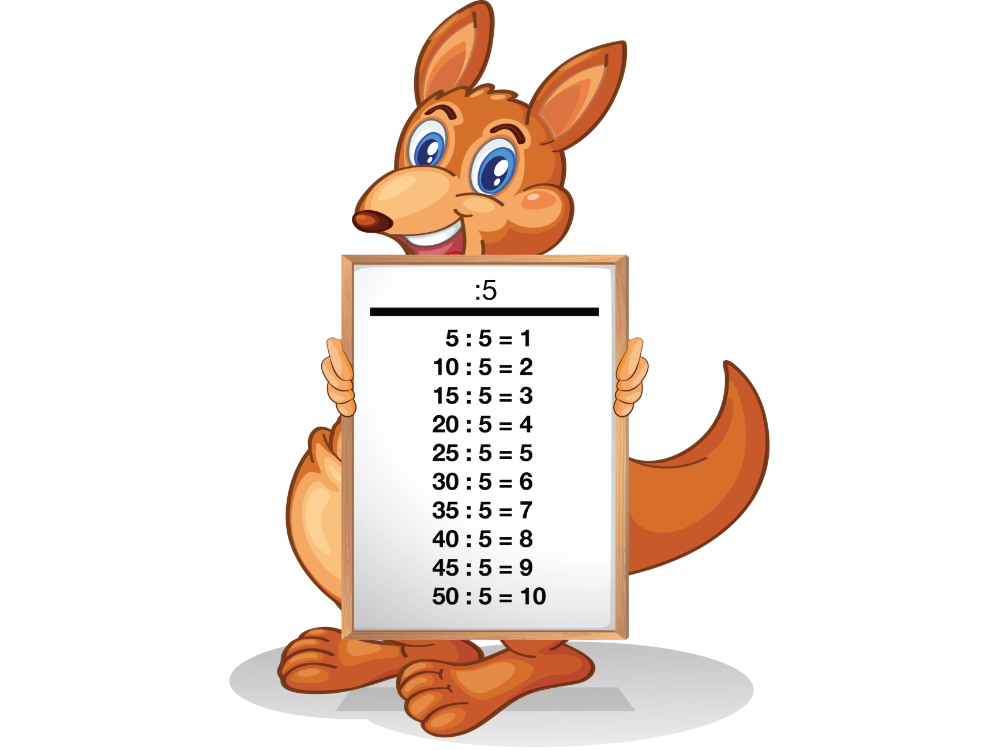 :5
5 : 5 = 1
10 : 5 = 2
15 : 5 = 3
20 : 5 = 4
25 : 5 = 5
30 : 5 = 6
35 : 5 = 7
40 : 5 = 8
45 : 5 = 9
50 : 5 = 10